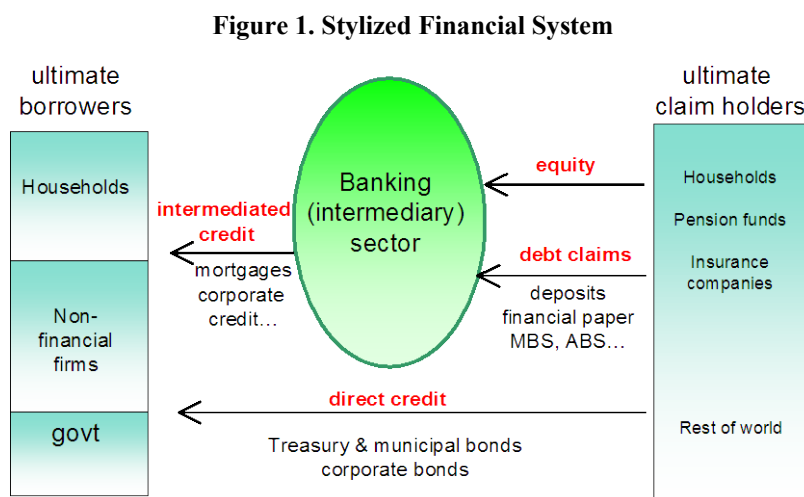 Figure 1. Stylized Financial System
ultimate
borrowers
Households
Non-
financial
firms
govt
intermediated
credit
mortgages
corporate
credit…
Banking
(intermediary)
sector
equity
debt claims
deposits
financial paper
MBS, ABS…
direct credit
Treasury & municipal bonds
corporate bonds
ultimate
claim holders
Households
Pension funds
Insurance
companies
Rest of world